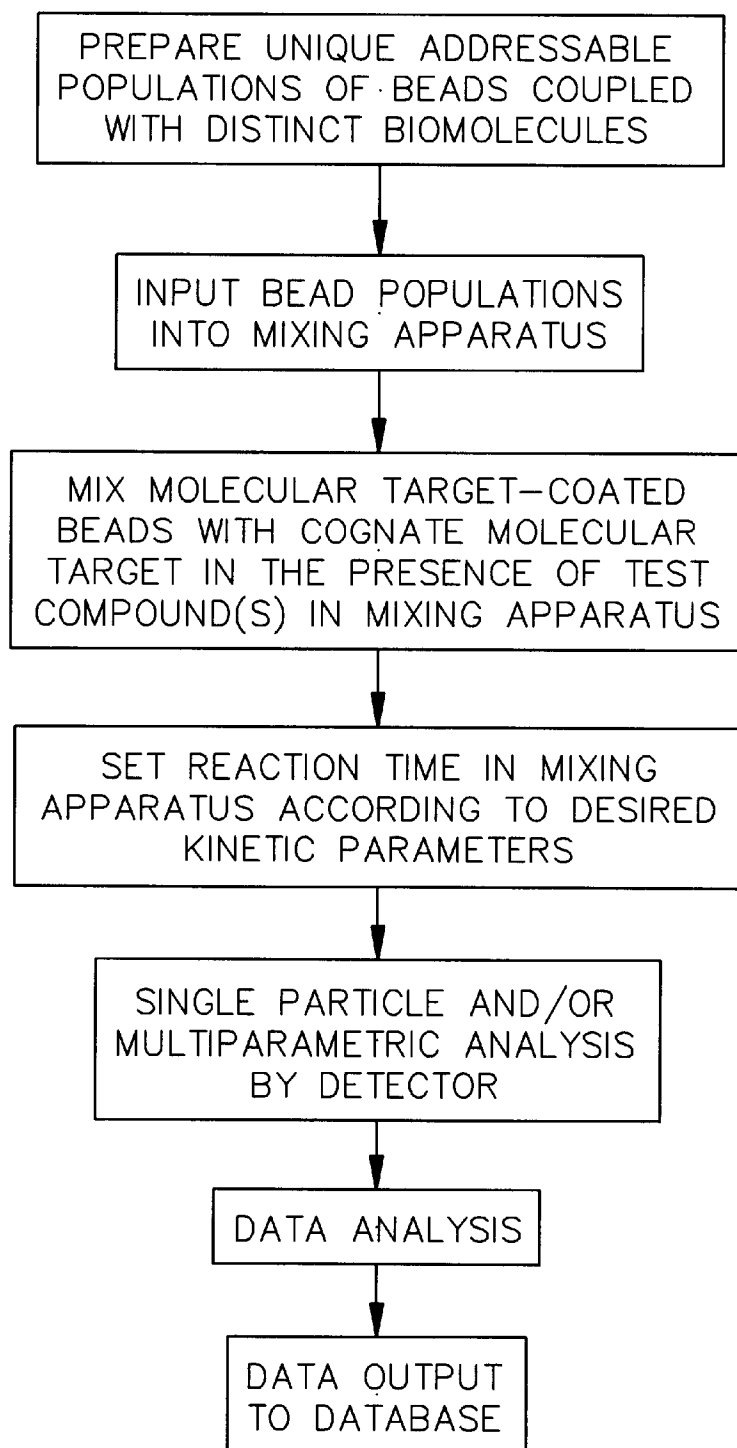 PREPARE UNIQUE ADDRESSABLE
POPULATIONS OF BEADS COUPLED
WITH DISTINCT BIOMOLECULES
INPUT BEAD POPULATIONS
INTO MIXING APPARATUS
MIX MOLECULAR TARGET-COATED
BEADS WITH COGNATE MOLECULAR
TARGET IN THE PRESENCE OF TEST
COMPOUND(S) IN MIXING APPARATUS
SET REACTION TIME IN MIXING
APPARATUS ACCORDING TO DESIRED
KINETIC PARAMETERS
SINGLE PARTICLE AND/OR
MULTIPARAMETRIC ANALYSIS
BY DETECTOR
DATA ANALYSIS
DATA OUTPUT
TO DATABASE